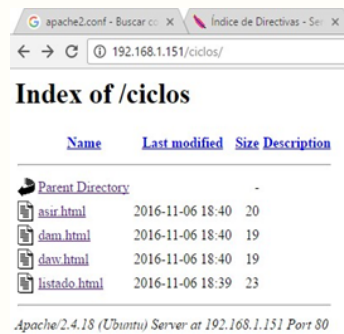 apache2.conf - Buscar co
Índice de Directivas - Ser
192.168.1.151/ciclos/
Index of /ciclos
Name Last modified Size Description
Parent Directory -
asir.html 2016-11-06 18:40 20
dam.html 2016-11-06 18:40 19
daw.html 2016-11-06 18:40 19
listado.html 2016-11-06 18:39 23
Apache/2.4.18 (Ubuntu) Server at 192.168.1.151 Port 80